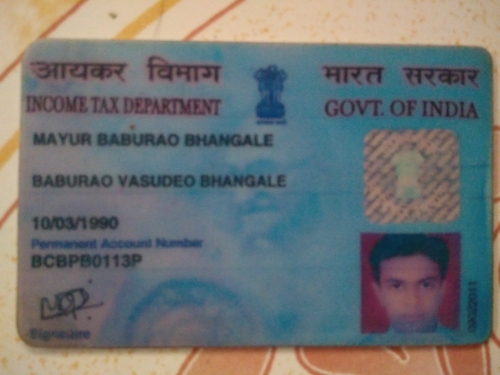 आयकर विभाग
भारत सरकार
INCOME TAX DEPARTMENT
GOVT. OF INDIA
MAYUR BABURAO BHANGALE
BABURAO VASUDEO BHANGALE
10/03/1990
Permanent Account Number
BCBPB0113P
Signature